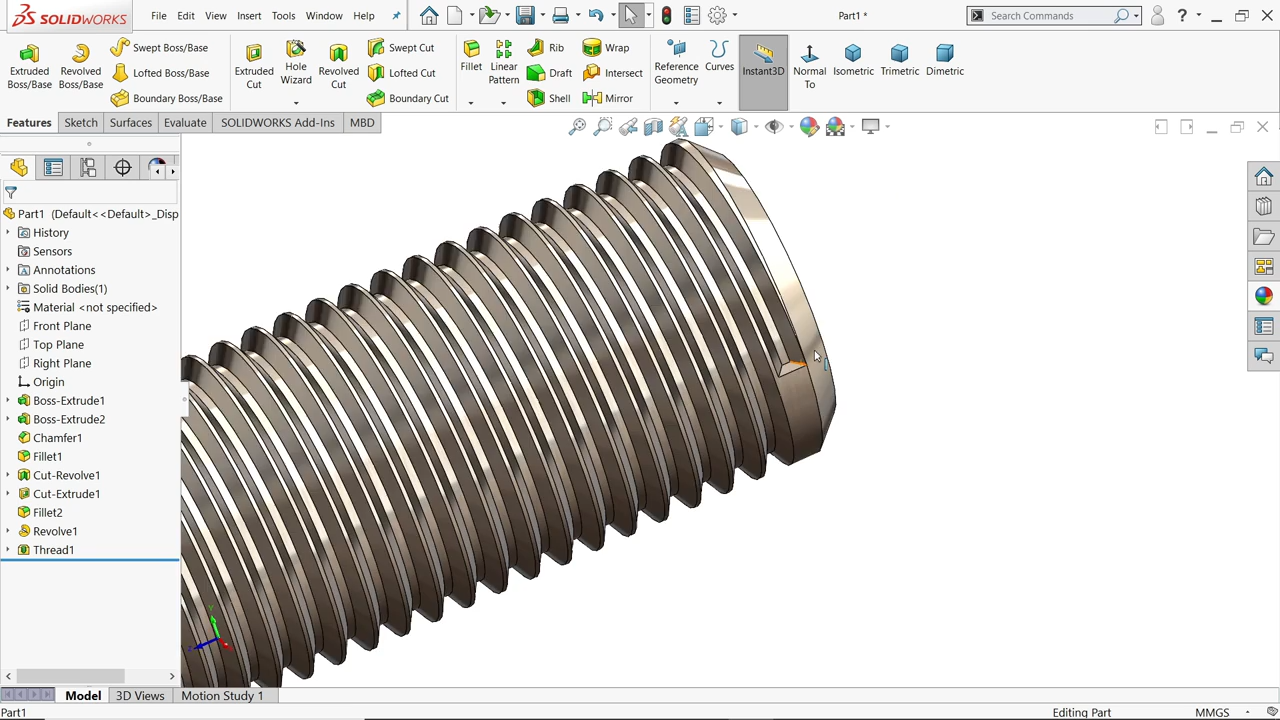 SOLIDWORKS
File Edit View Insert Tools Window Help
Part1 *
Search Commands
?
Extruded Boss/Base
Revolved Boss/Base
Swept Boss/Base
Lofted Boss/Base
Boundary Boss/Base
Extruded Cut
Hole Wizard
Revolved Cut
Swept Cut
Lofted Cut
Boundary Cut
Fillet
Linear Pattern
Rib
Draft
Shell
Wrap
Intersect
Mirror
Reference Geometry
Curves
Instant3D
Normal To
Isometric
Trimetric
Dimetric
Features Sketch Surfaces Evaluate SOLIDWORKS Add-Ins MBD
Part1 (Default<<Default>_Disp
History
Sensors
Annotations
Solid Bodies(1)
Material <not specified>
Front Plane
Top Plane
Right Plane
Origin
Boss-Extrude1
Boss-Extrude2
Chamfer1
Fillet1
Cut-Revolve1
Cut-Extrude1
Fillet2
Revolve1
Thread1
Y
Z
Model 3D Views Motion Study 1
Part1 Editing Part MMGS